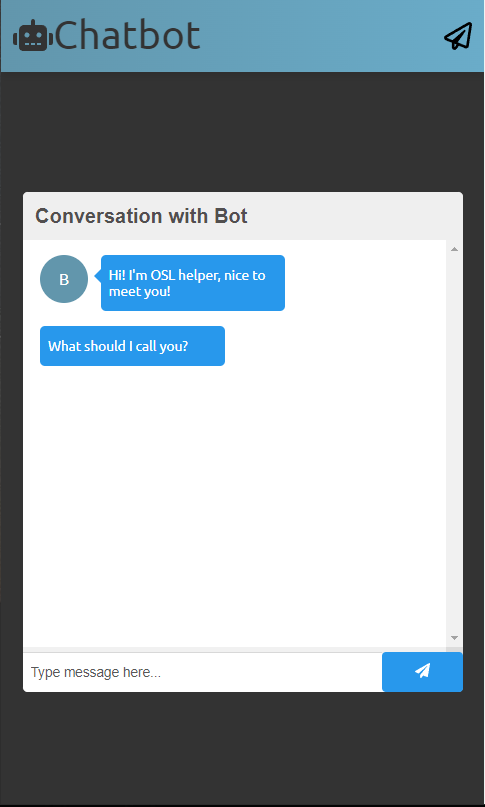 Chatbot
Conversation with Bot
B
Hi! I'm OSL helper, nice to
meet you!
What should I call you?
Type message here...